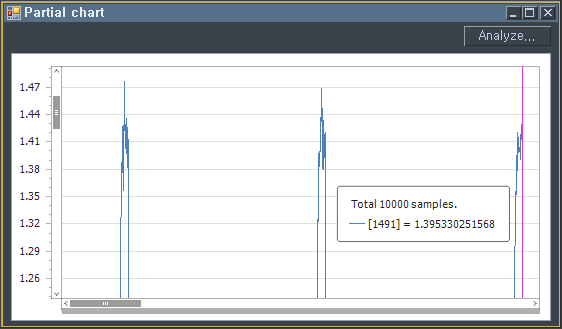 Partial chart
Analyze...
1.47
1.44
1.41
1.38
1.35
1.32
1.29
1.26
Total 10000 samples.
[1491] = 1.395330251568